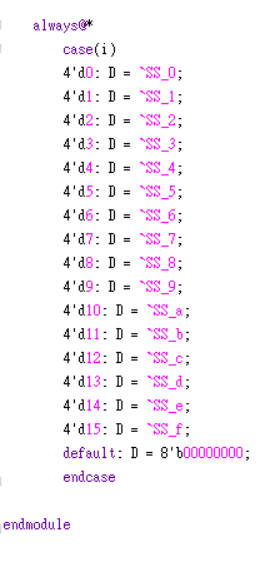 always@*
case(i)
4'd0: D = `SS_0;
4'd1: D = `SS_1;
4'd2: D = `SS_2;
4'd3: D = `SS_3;
4'd4: D = `SS_4;
4'd5: D = `SS_5;
4'd6: D = `SS_6;
4'd7: D = `SS_7;
4'd8: D = `SS_8;
4'd9: D = `SS_9;
4'd10: D = `SS_a;
4'd11: D = `SS_b;
4'd12: D = `SS_c;
4'd13: D = `SS_d;
4'd14: D = `SS_e;
4'd15: D = `SS_f;
default: D = 8'b00000000;
endcase
endmodule